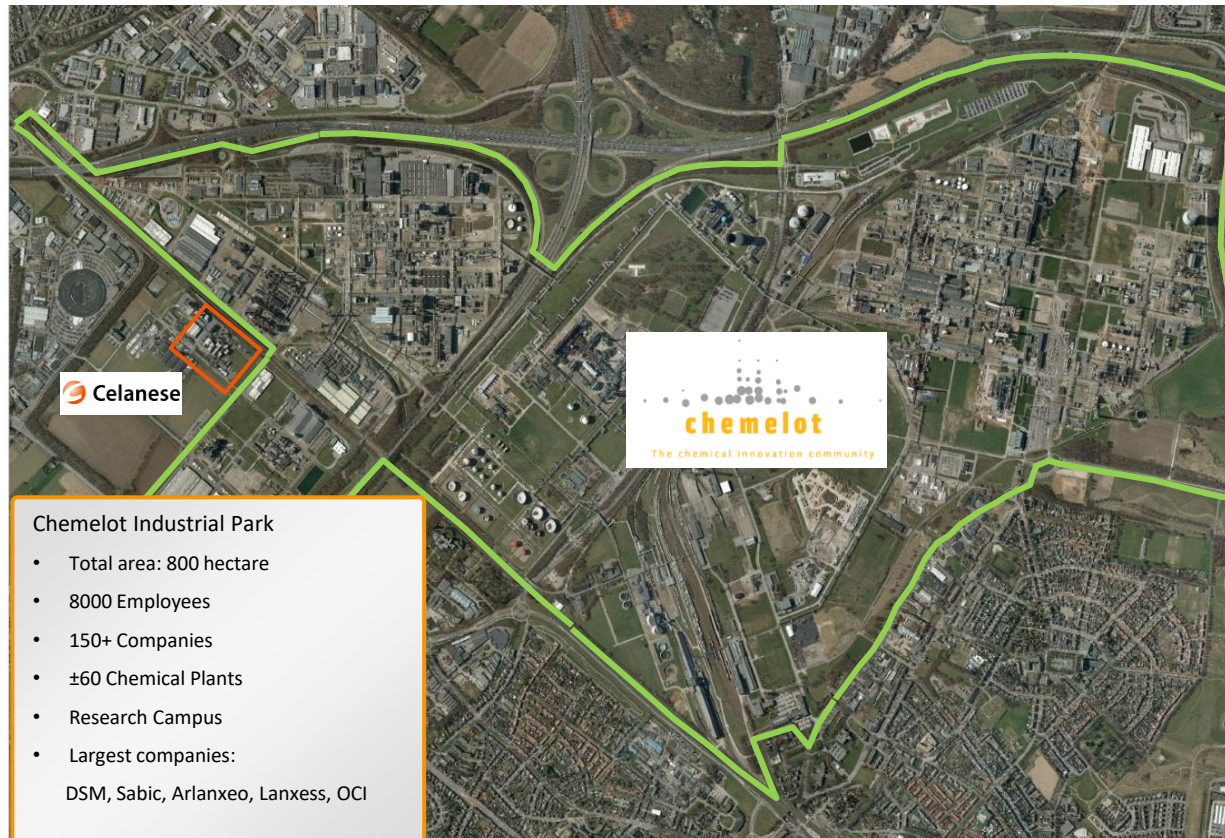 Celanese
chemelot
The chemical innovation community
Chemelot Industrial Park
• Total area: 800 hectare
• 8000 Employees
• 150+ Companies
• ±60 Chemical Plants
• Research Campus
• Largest companies:
DSM, Sabic, Arlanxeo, Lanxess, OCI